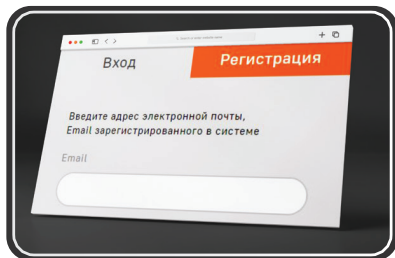 Вход
Регистрация
Введите адрес электронной почты,
Email зарегистрированного в системе
Email